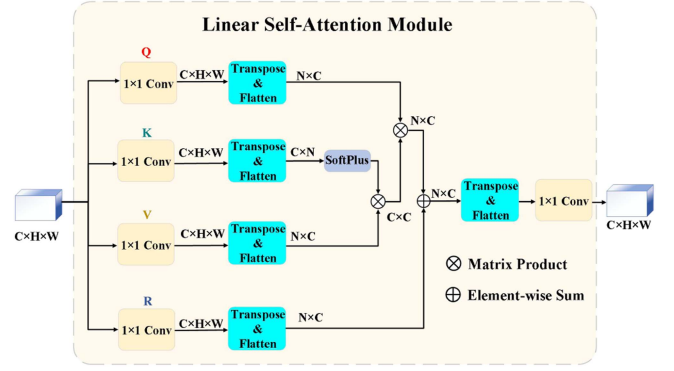 Linear Self-Attention Module
Q
1×1 Conv
C×H×W
Transpose
&
Flatten
N×C
K
1×1 Conv
C×H×W
Transpose
&
Flatten
C×N
SoftPlus
N×C
C×C
V
1×1 Conv
C×H×W
Transpose
&
Flatten
N×C
R
1×1 Conv
C×H×W
Transpose
&
Flatten
N×C
C×H×W
N×C
Transpose
&
Flatten
1×1 Conv
C×H×W
Matrix Product
Element-wise Sum